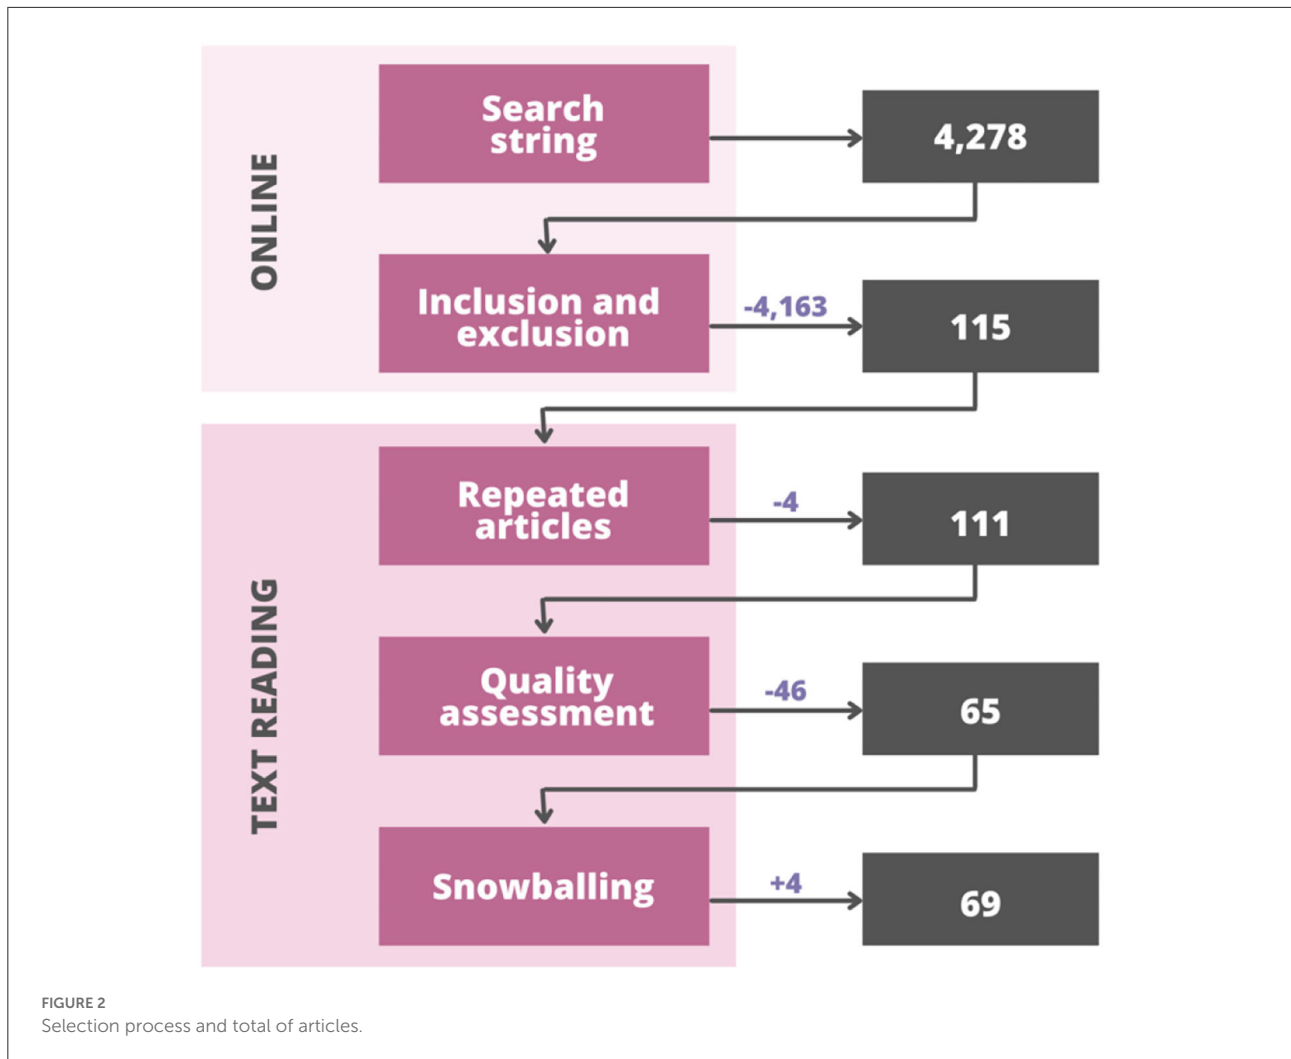 ONLINE
Search
string
4,278
Inclusion and
exclusion
-4,163
115
TEXT READING
Repeated
articles
-4
111
Quality
assessment
-46
65
Snowballing
+4
69
FIGURE 2
Selection process and total of articles.